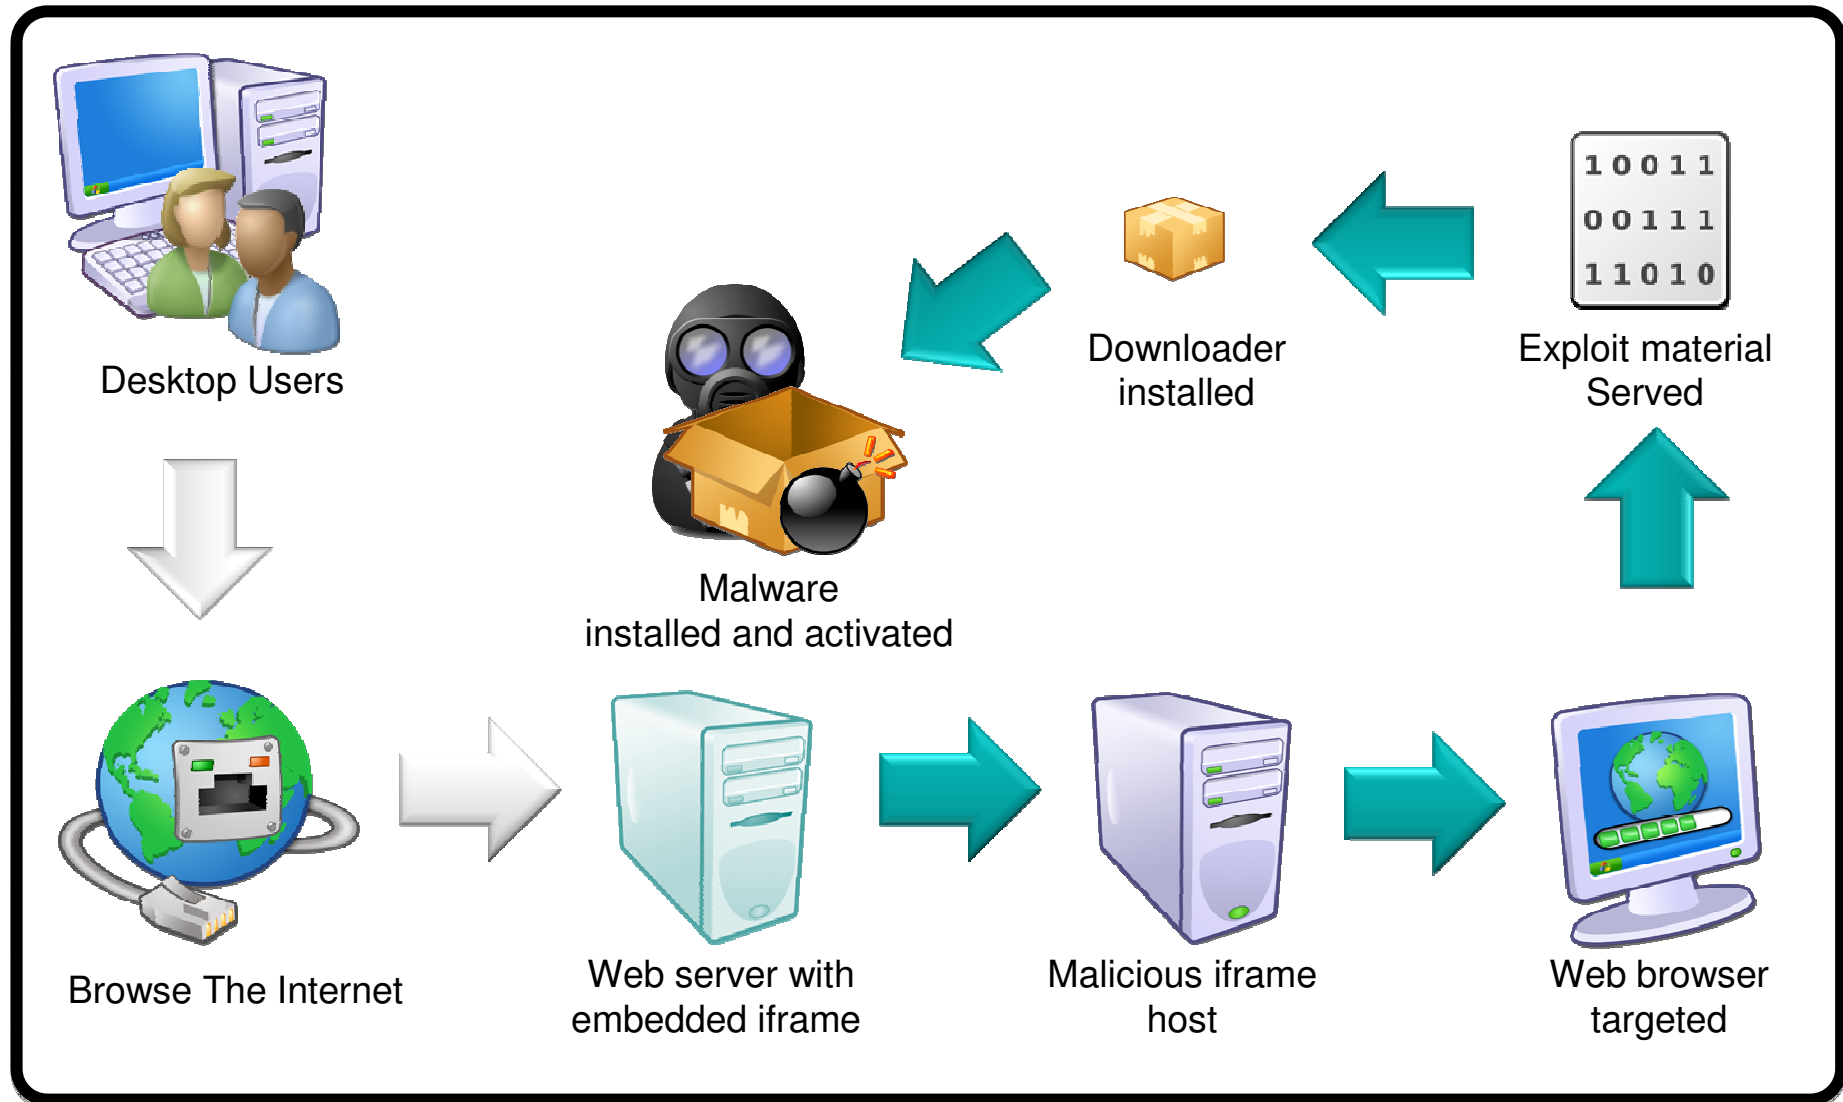 Desktop Users
Browse The Internet
Web server with
embedded iframe
Malicious iframe
host
Web browser
targeted
Exploit material
Served
10011
00111
11010
Downloader
installed
Malware
installed and activated